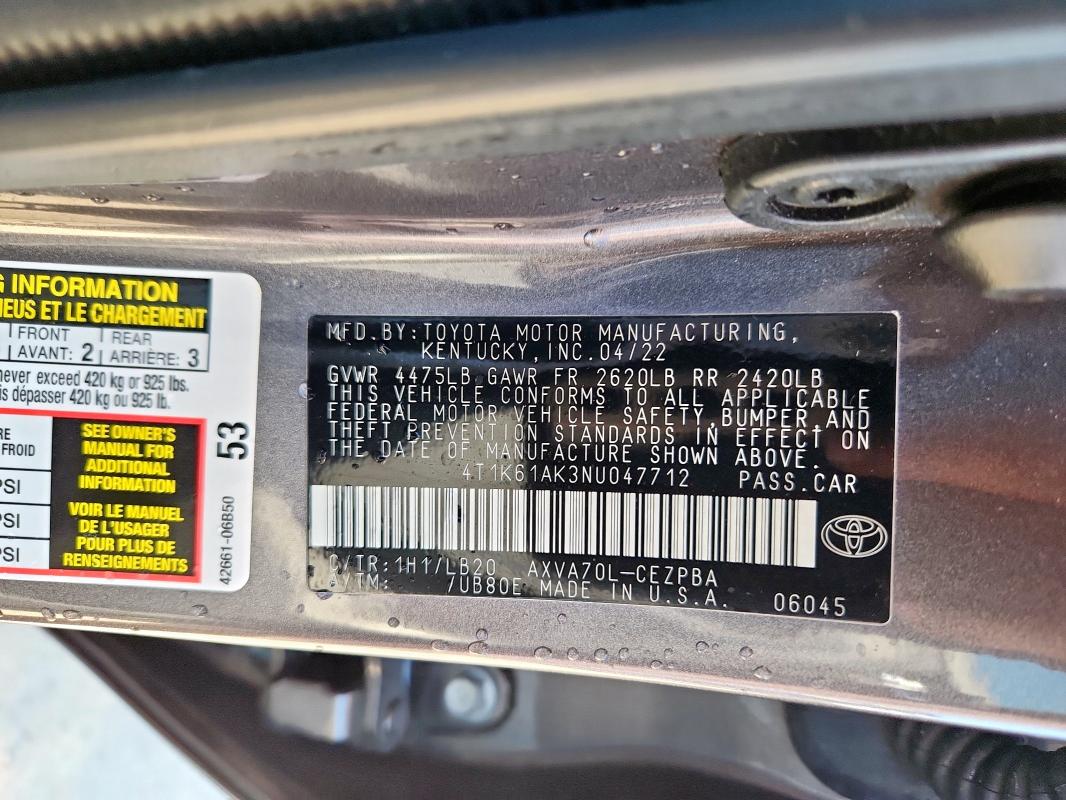 G INFORMATION
NEUS ET LE CHARGEMENT
FRONT REAR
AVANT: 2 ARRIÈRE: 3
never exceed 420 kg or 925 lbs.
is dépasser 420 kg ou 925 lb.
FROID
PSI
PSI
PSI
SEE OWNER'S
MANUAL FOR
ADDITIONAL
INFORMATION
VOIR LE MANUEL
DE L'USAGER
POUR PLUS DE
RENSEIGNEMENTS
53
42661-06B50
MFD.BY:TOYOTA MOTOR MANUFACTURING,
KENTUCKY,INC.04/22
GVWR 4475LB GAWR FR 2620LB RR 2420LB
THIS VEHICLE CONFORMS TO ALL APPLICABLE
FEDERAL MOTOR VEHICLE SAFETY,BUMPER,AND
THEFT PREVENTION STANDARDS IN EFFECT ON
THE DATE OF MANUFACTURE SHOWN ABOVE.
4T1K61AK3NU047712 PASS.CAR
C/TR:1H1/LB20 AXVA70L-CEZPBA
A/TM: /UB80E MADE IN U.S.A. 06045